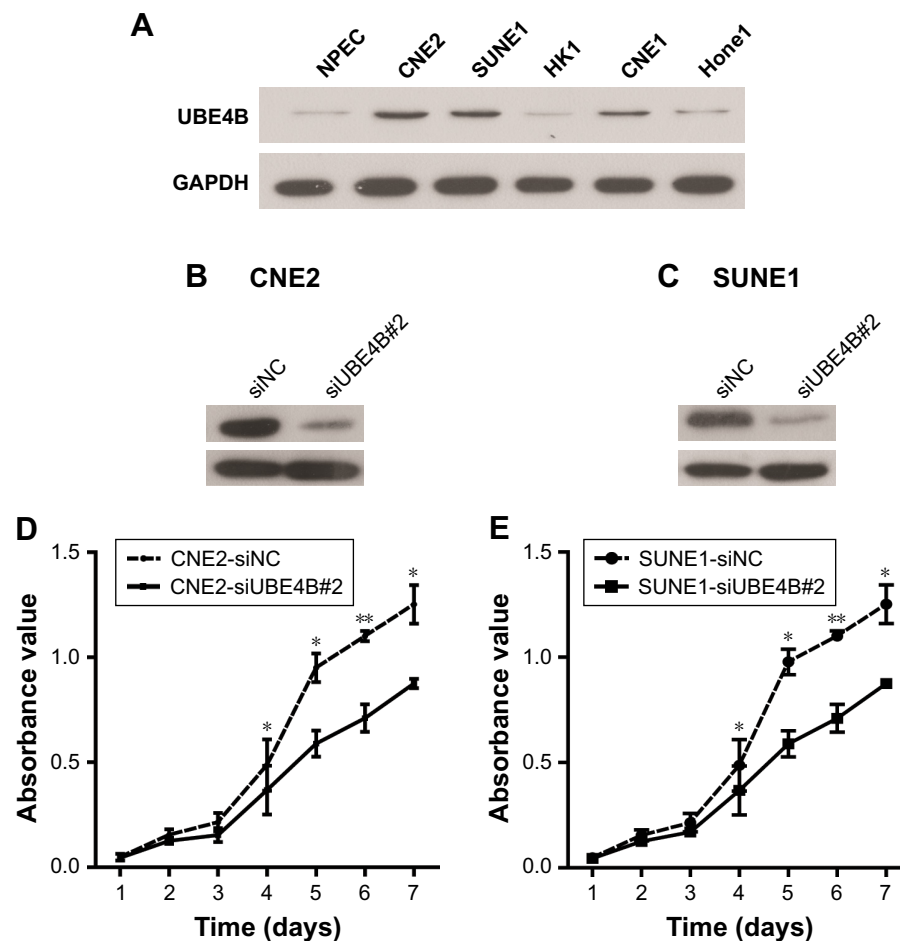 A
NPEC
CNE2
SUNE1
HK1
CNE1
Hone1
UBE4B
GAPDH
B CNE2
siNC
siUBE4B#2
C SUNE1
siNC
siUBE4B#2
D
CNE2-siNC
CNE2-siUBE4B#2
Absorbance value
1.5
1.0
0.5
0.0
*
*
**
*
1 2 3 4 5 6 7
Time (days)
E
SUNE1-siNC
SUNE1-siUBE4B#2
Absorbance value
1.5
1.0
0.5
0.0
*
*
**
*
1 2 3 4 5 6 7
Time (days)